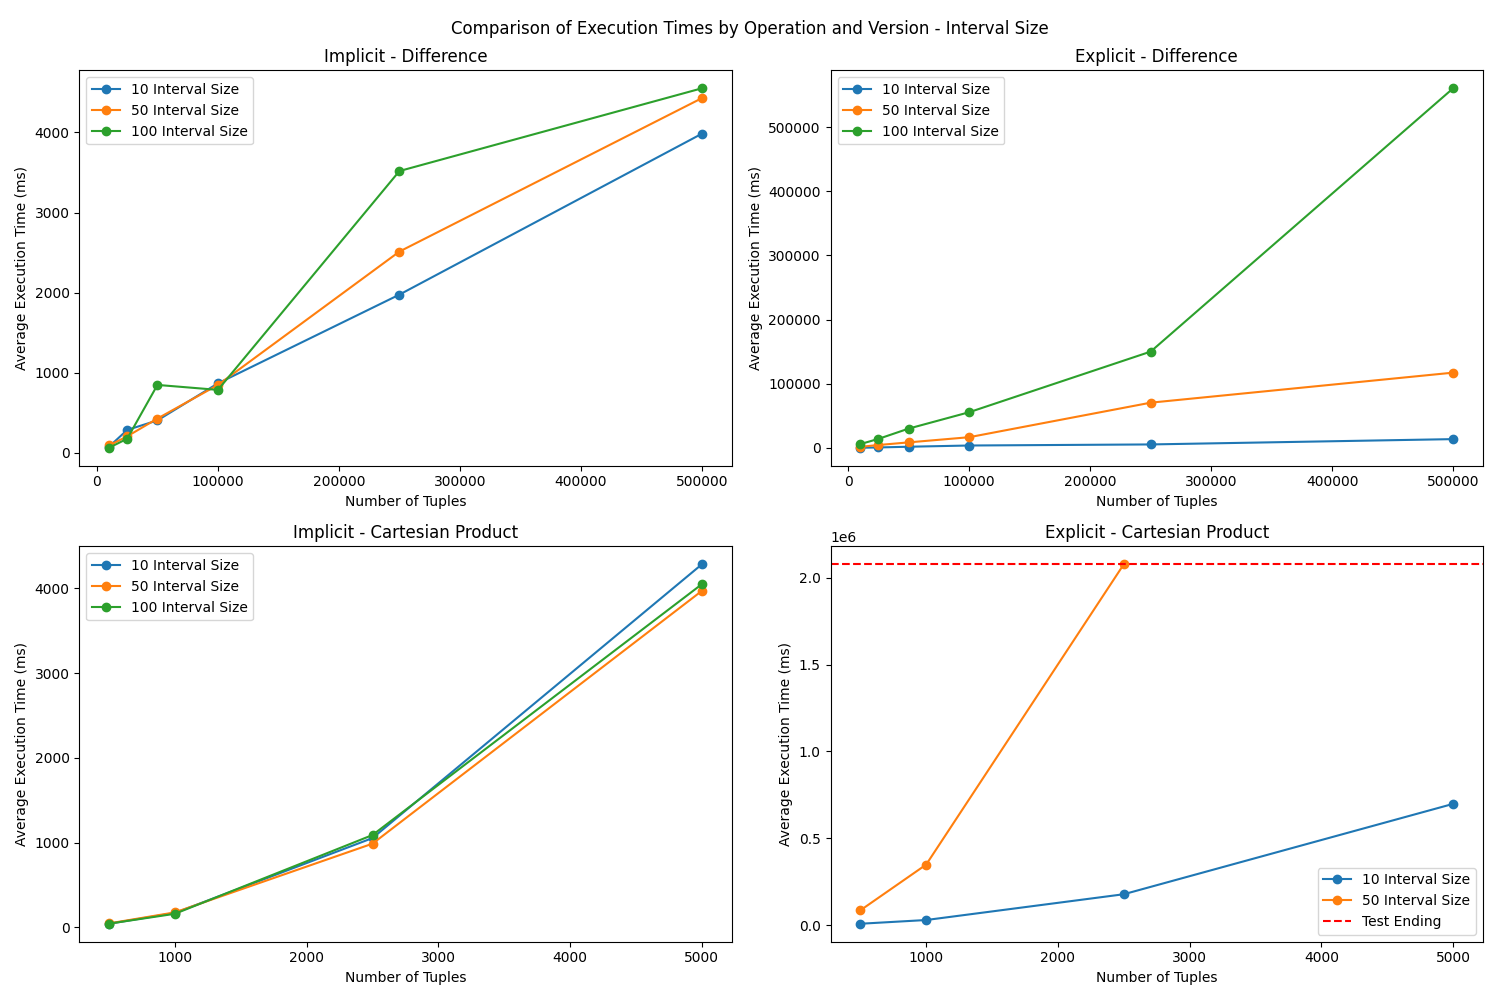 Comparison of Execution Times by Operation and Version - Interval Size
Implicit - Difference
10 Interval Size
50 Interval Size
100 Interval Size
Average Execution Time (ms)
4000
3000
2000
1000
0
0 100000 200000 300000 400000 500000
Number of Tuples
Explicit - Difference
10 Interval Size
50 Interval Size
100 Interval Size
Average Execution Time (ms)
500000
400000
300000
200000
100000
0
0 100000 200000 300000 400000 500000
Number of Tuples
Implicit - Cartesian Product
10 Interval Size
50 Interval Size
100 Interval Size
Average Execution Time (ms)
4000
3000
2000
1000
0
1000 2000 3000 4000 5000
Number of Tuples
Explicit - Cartesian Product
1e6
Average Execution Time (ms)
2.0
1.5
1.0
0.5
0.0
10 Interval Size
50 Interval Size
Test Ending
1000 2000 3000 4000 5000
Number of Tuples